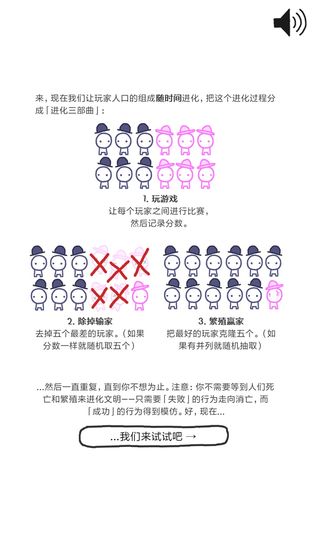 来，现在我们让玩家人口的组成随时间进化，把这个进化过程分
成「进化三部曲」：
1. 玩游戏
让每个玩家之间进行比赛，
然后记录分数。
2. 除掉输家
去掉五个最差的玩家。（如果
分数一样就随机取五个）
3. 繁殖赢家
把最好的玩家克隆五个。（如
果有并列就随机抽取）
...然后一直重复，直到你不想为止。注意：你不需要等到人们死
亡和繁殖来进化文明——只需要「失败」的行为走向消亡，而
「成功」的行为得到模仿。好，现在...
...我们来试试吧 →